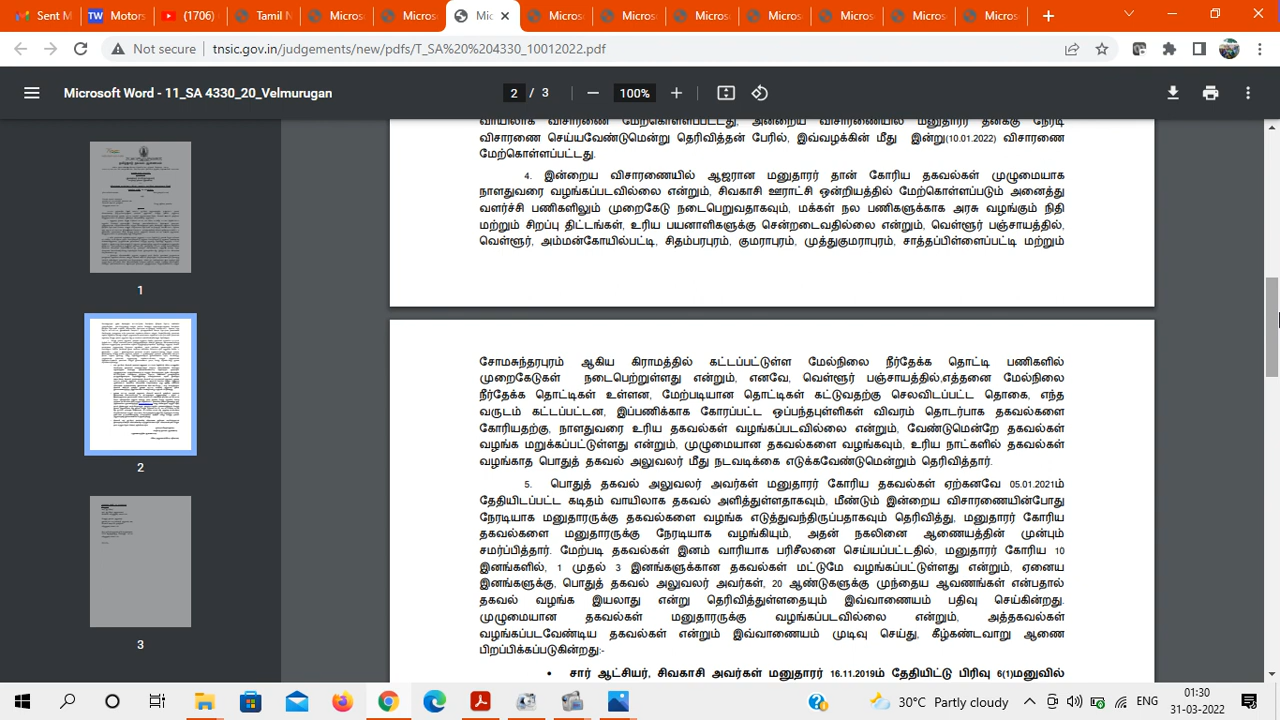 Sent M
Motors
(1706)
Tamil N
Micros
Micros
Mic
Micros
Micros
Micros
Micros
Micros
Micros
Micros
Not secure
tnsic.gov.in/judgements/new/pdfs/T_SA%20%204330_10012022.pdf
Microsoft Word - 11_SA 4330_20_Velmurugan
2 / 3
100%
வாயிலாக விசாரணை மேற்கொள்ளப்பட்டது. அன்றைய விசாரணையில் மனுதாரர் தனக்கு நேரடி
விசாரணை செய்யவேண்டுமென்று தெரிவித்தன் பேரில், இவ்வழக்கின் மீது இன்று(10.01.2022) விசாரணை
மேற்கொள்ளப்பட்டது.
4. இன்றைய விசாரணையில் ஆஜரான மனுதாரர் தான் கோரிய தகவல்கள் முழுமையாக
நாளதுவரை வழங்கப்படவில்லை என்றும், சிவகாசி ஊராட்சி ஒன்றியத்தில் மேற்கொள்ளப்படும் அனைத்து
வளர்ச்சி பணிகளிலும் முறைகேடு நடைபெறுவதாகவும், மக்கள் நல பணிகளுக்காக அரசு வழங்கும் நிதி
மற்றும் சிறப்பு திட்டங்கள், உரிய பயனாளிகளுக்கு சென்றடைவதில்லை என்றும், வெள்ளூர் பஞ்சாயத்தில்,
வெள்ளூர், அம்மன்கோயில்பட்டி, சிதம்பரபுரம், குமாரபுரம், முத்துகுமாராபுரம், சாத்தப்பிள்ளைப்பட்டி மற்றும்
சோமசுந்தரபுரம் ஆகிய கிராமத்தில் கட்டப்பட்டுள்ள மேல்நிலை நீர்தேக்க தொட்டி பணிகளில்
முறைகேடுகள் நடைபெற்றுள்ளது என்றும், எனவே, வெள்ளூர் பஞ்சாயத்தில்,எத்தனை மேல்நிலை
நீர்தேக்க தொட்டிகள் உள்ளன, மேற்படியான தொட்டிகள் கட்டுவதற்கு செலவிடப்பட்ட தொகை, எந்த
வருடம் கட்டப்பட்டன, இப்பணிக்காக கோரப்பட்ட ஒப்பந்தபுள்ளிகள் விவரம் தொடர்பாக தகவல்களை
கோரியதற்கு, நாளதுவரை உரிய தகவல்கள் வழங்கப்படவில்லை என்றும், வேண்டுமென்றே தகவல்கள்
வழங்க மறுக்கப்பட்டுள்ளது என்றும், முழுமையான தகவல்களை வழங்கவும், உரிய நாட்களில் தகவல்கள்
வழங்காத பொதுத் தகவல் அலுவலர் மீது நடவடிக்கை எடுக்கவேண்டுமென்றும் தெரிவித்தார்.
5. பொதுத் தகவல் அலுவலர் அவர்கள் மனுதாரர் கோரிய தகவல்கள் ஏற்கனவே 05.01.2021ம்
தேதியிடப்பட்ட கடிதம் வாயிலாக தகவல் அளித்துள்ளதாகவும், மீண்டும் இன்றைய விசாரணையின்போது
நேரடியாக மனுதாரருக்கு தகவல்களை வழங்க எடுத்துவந்திருப்பதாகவும் தெரிவித்து, மனுதாரர் கோரிய
தகவல்களை மனுதாரருக்கு நேரடியாக வழங்கியும், அதன் நகலினை ஆணையத்தின் முன்பும்
சமர்ப்பித்தார். மேற்படி தகவல்கள் இனம் வாரியாக பரிசீலனை செய்யப்பட்டதில், மனுதாரர் கோரிய 10
இனங்களில், 1 முதல் 3 இனங்களுக்கான தகவல்கள் மட்டுமே வழங்கப்பட்டுள்ளது என்றும், ஏனைய
இனங்களுக்கு, பொதுத் தகவல் அலுவலர் அவர்கள், 20 ஆண்டுகளுக்கு முந்தைய ஆவணங்கள் என்பதால்
தகவல் வழங்க இயலாது என்று தெரிவித்துள்ளதையும் இவ்வாணையம் பதிவு செய்கின்றது.
முழுமையான தகவல்கள் மனுதாரருக்கு வழங்கப்படவில்லை என்றும், அத்தகவல்கள்
வழங்கப்படவேண்டிய தகவல்கள் என்றும் இவ்வாணையம் முடிவு செய்து, கீழ்கண்டவாறு ஆணை
பிறப்பிக்கப்படுகின்றது:-
• சார் ஆட்சியர், சிவகாசி அவர்கள் மனுதாரர் 16.11.2019ம் தேதியிட்டு பிரிவு 6(1)மனுவில்
1
2
3
30°C Partly cloudy
ENG
01:30
31-03-2022